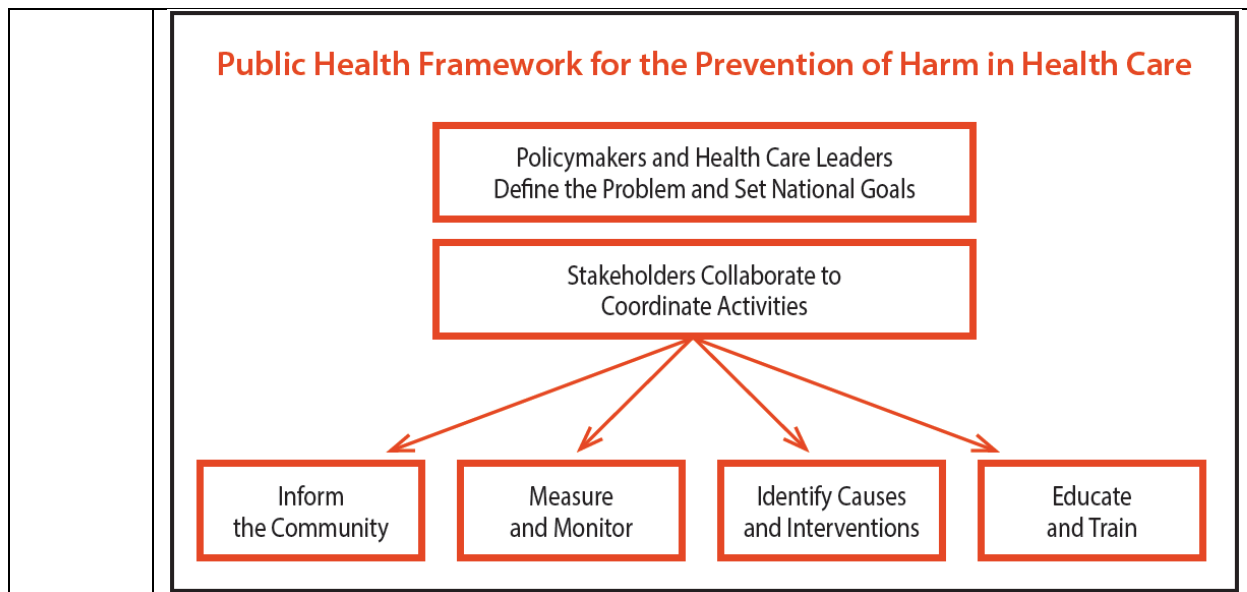 Public Health Framework for the Prevention of Harm in Health Care
Policymakers and Health Care Leaders
Define the Problem and Set National Goals
Stakeholders Collaborate to
Coordinate Activities
Inform
the Community
Measure
and Monitor
Identify Causes
and Interventions
Educate
and Train